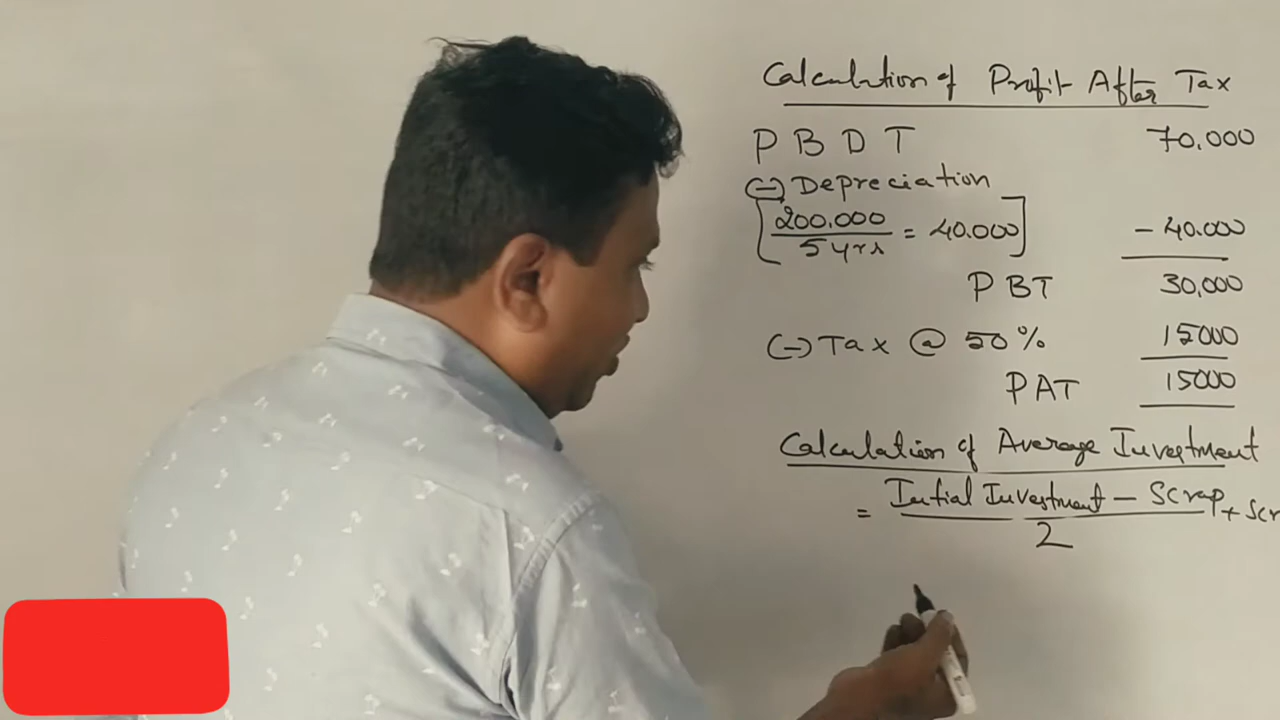 Calculation of Profit After Tax
PBDT 70,000
(-) Depreciation
[200.000 / 5 yrs = 40.000] - 40.000
PBT 30,000
(-) Tax @ 50% 15000
PAT 15000
Calculation of Average Investment
= Initial Investment - Scrap / 2 + Scr